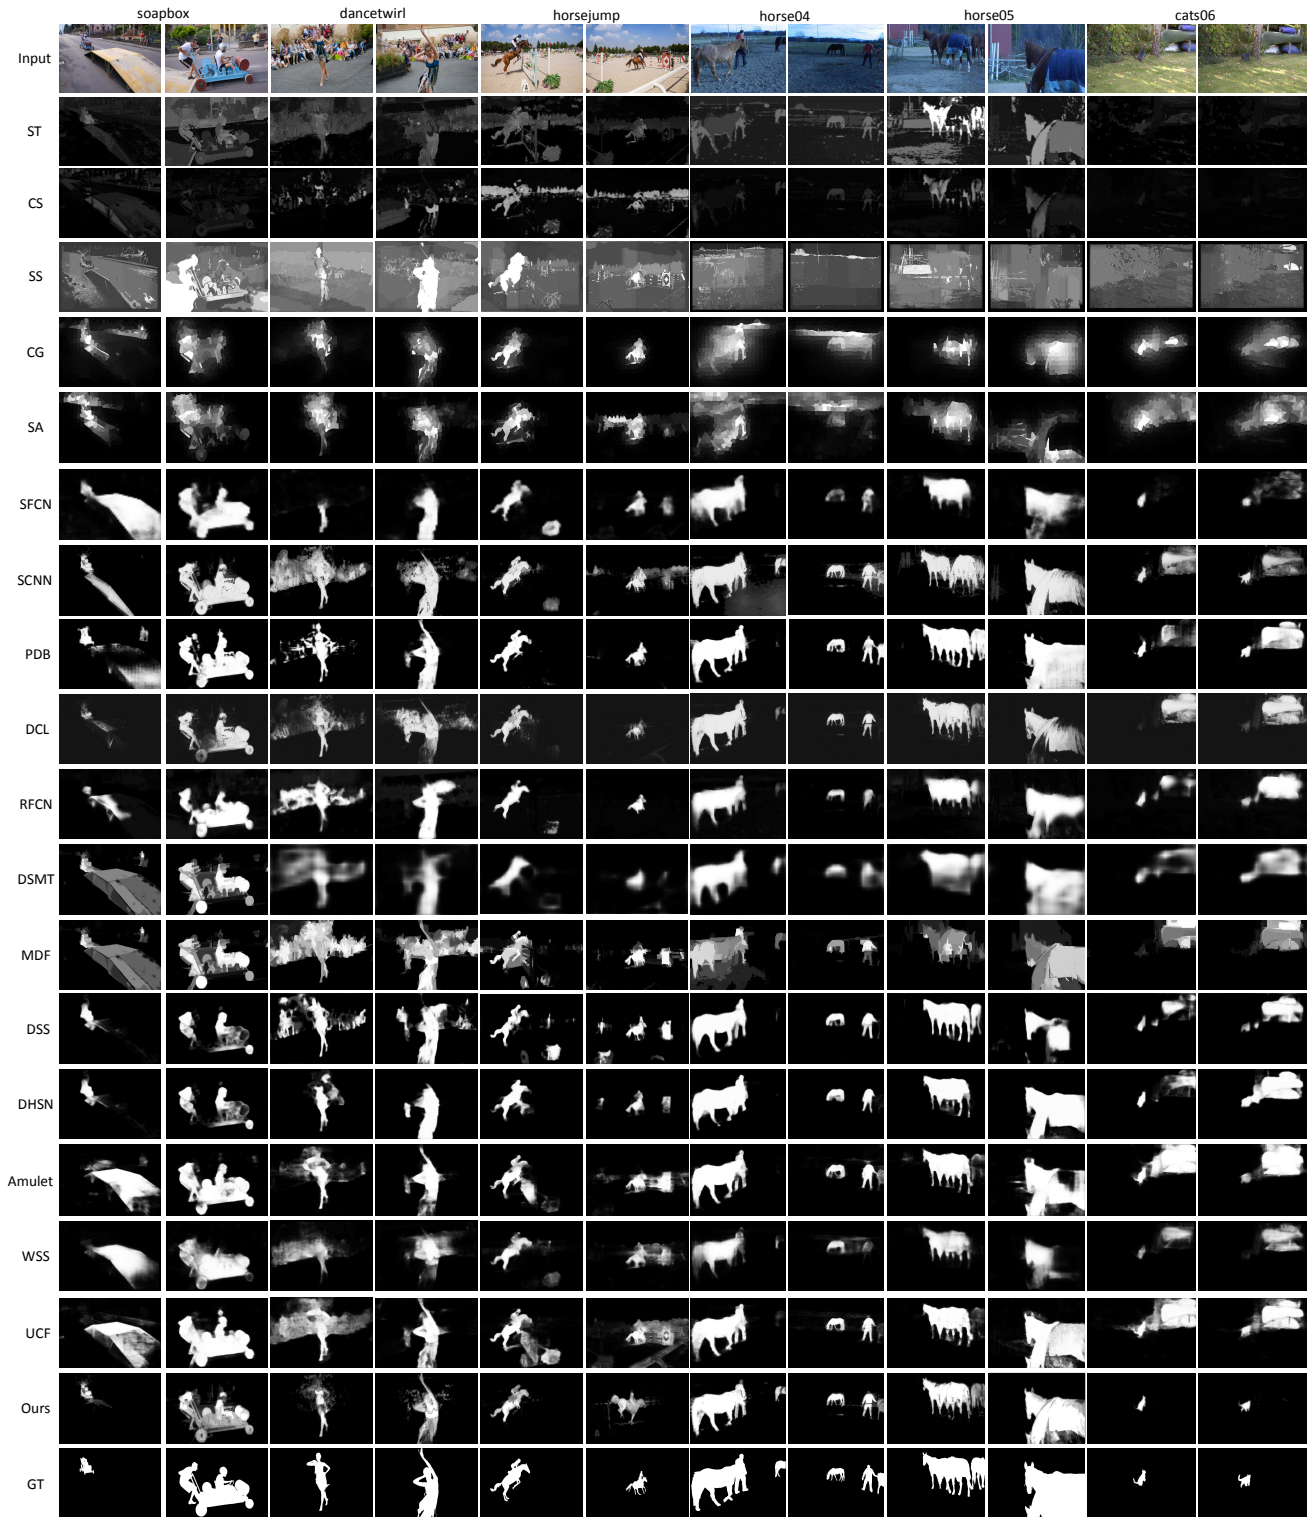 soapbox dancetwirl horsejump horse04 horse05 cats06
Input
ST
CS
SS
CG
SA
SFCN
SCNN
PDB
DCL
RFCN
DSMT
MDF
DSS
DHSN
Amulet
WSS
UCF
Ours
GT